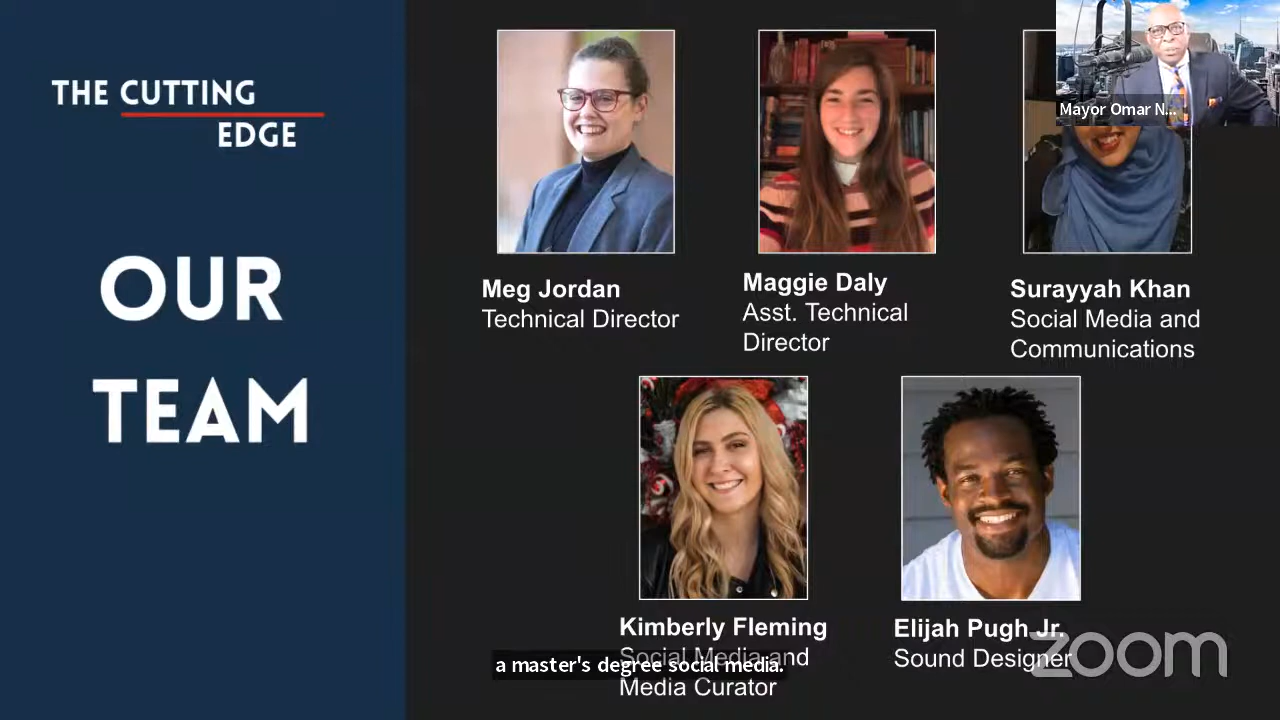 THE CUTTING
EDGE
OUR
TEAM
Mayor Omar N...
Meg Jordan
Technical Director
Maggie Daly
Asst. Technical
Director
Surayyah Khan
Social Media and
Communications
Kimberly Fleming
Social Media and
Media Curator
Elijah Pugh Jr.
Sound Designer
a master's degree social media.
zoom